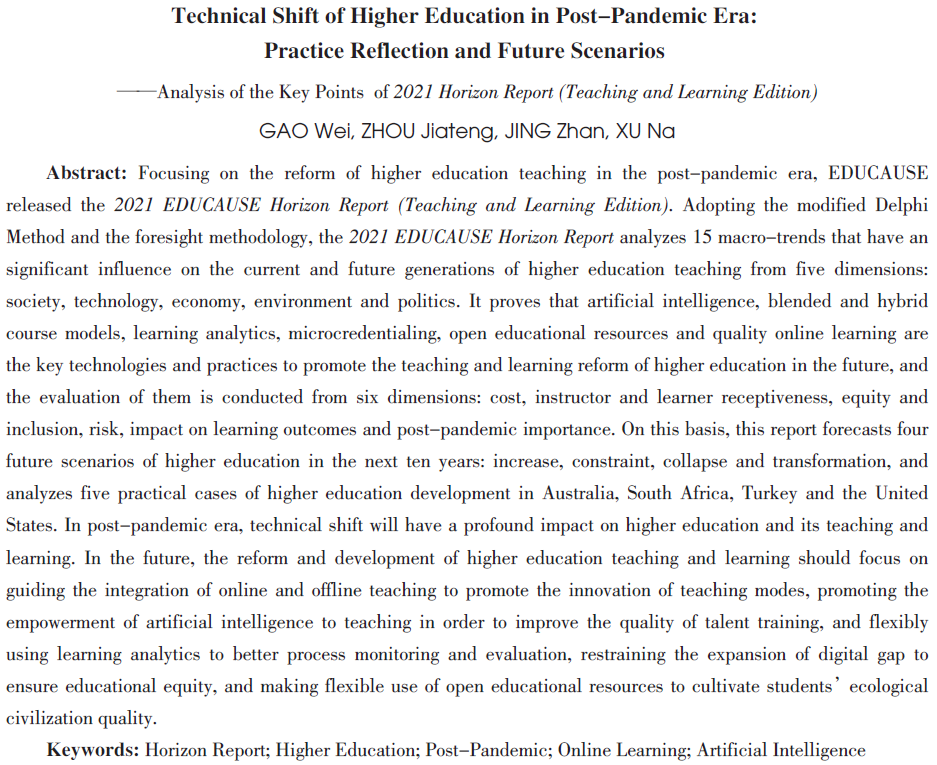 Technical Shift of Higher Education in Post-Pandemic Era:
Practice Reflection and Future Scenarios
——Analysis of the Key Points of 2021 Horizon Report (Teaching and Learning Edition)
GAO Wei, ZHOU Jiateng, JING Zhan, XU Na
Abstract: Focusing on the reform of higher education teaching in the post-pandemic era, EDUCAUSE
released the 2021 EDUCAUSE Horizon Report (Teaching and Learning Edition). Adopting the modified Delphi
Method and the foresight methodology, the 2021 EDUCAUSE Horizon Report analyzes 15 macro-trends that have an
significant influence on the current and future generations of higher education teaching from five dimensions:
society, technology, economy, environment and politics. It proves that artificial intelligence, blended and hybrid
course models, learning analytics, microcredentialing, open educational resources and quality online learning are
the key technologies and practices to promote the teaching and learning reform of higher education in the future, and
the evaluation of them is conducted from six dimensions: cost, instructor and learner receptiveness, equity and
inclusion, risk, impact on learning outcomes and post-pandemic importance. On this basis, this report forecasts four
future scenarios of higher education in the next ten years: increase, constraint, collapse and transformation, and
analyzes five practical cases of higher education development in Australia, South Africa, Turkey and the United
States. In post-pandemic era, technical shift will have a profound impact on higher education and its teaching and
learning. In the future, the reform and development of higher education teaching and learning should focus on
guiding the integration of online and offline teaching to promote the innovation of teaching modes, promoting the
empowerment of artificial intelligence to teaching in order to improve the quality of talent training, and flexibly
using learning analytics to better process monitoring and evaluation, restraining the expansion of digital gap to
ensure educational equity, and making flexible use of open educational resources to cultivate students' ecological
civilization quality.
Keywords: Horizon Report; Higher Education; Post-Pandemic; Online Learning; Artificial Intelligence